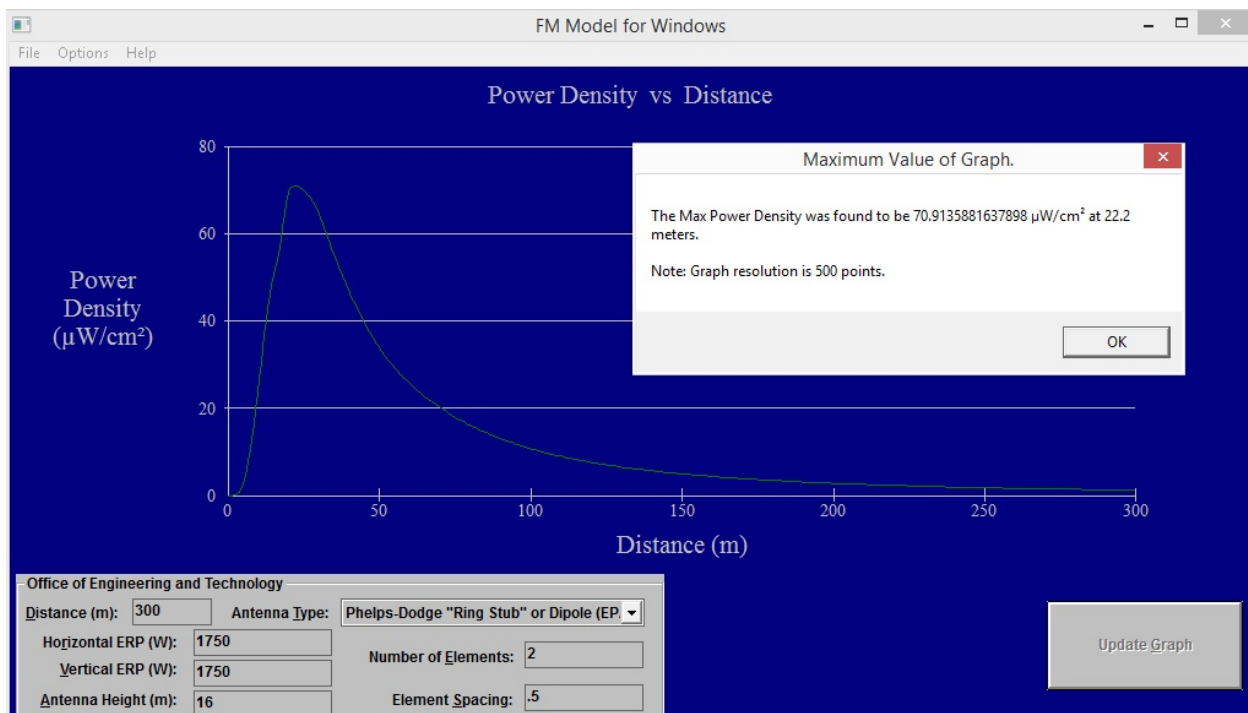 FM Model for Windows
File Options Help
Power Density vs Distance
80
60
40
20
0
Power
Density
(µW/cm²)
0 50 100 150 200 250 300
Distance (m)
Maximum Value of Graph.
The Max Power Density was found to be 70.9135881637898 µW/cm² at 22.2
meters.
Note: Graph resolution is 500 points.
OK
Office of Engineering and Technology
Distance (m): 300 Antenna Type: Phelps-Dodge "Ring Stub" or Dipole (EP.
Horizontal ERP (W): 1750
Vertical ERP (W): 1750
Antenna Height (m): 16
Number of Elements: 2
Element Spacing: .5
Update Graph